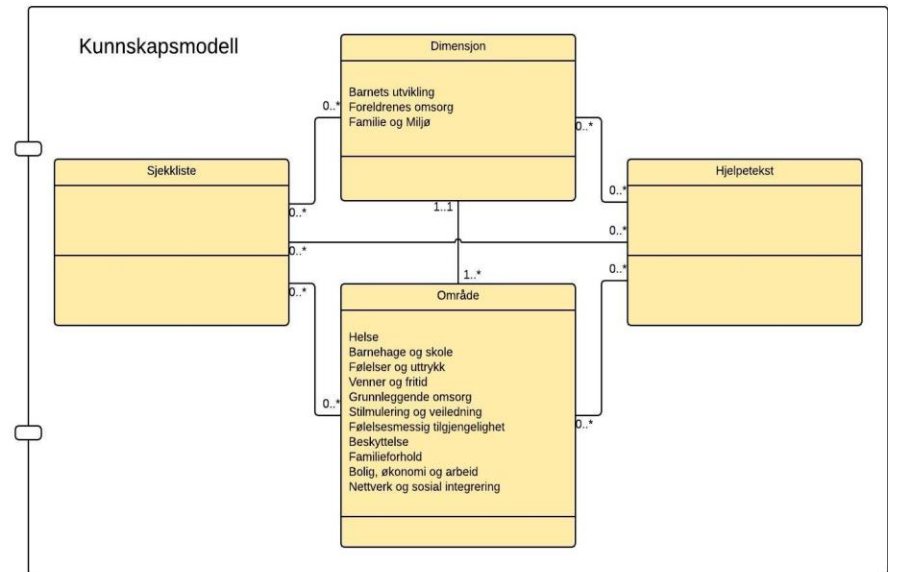 Kunnskapsmodell
Dimensjon
Barnets utvikling
Foreldrenes omsorg
Familie og Miljø
0..*
0..*
Sjekkliste
Hjelpetekst
0..*
0..*
1..1
0..*
0..*
0..*
0..*
1..*
0..*
Område
Helse
Barnehage og skole
Følelser og uttrykk
Venner og fritid
Grunnleggende omsorg
Stilmulering og veiledning
Følelsesmessig tilgjengelighet
Beskyttelse
Familieforhold
Bolig, økonomi og arbeid
Nettverk og sosial integrering
0..*
0..*